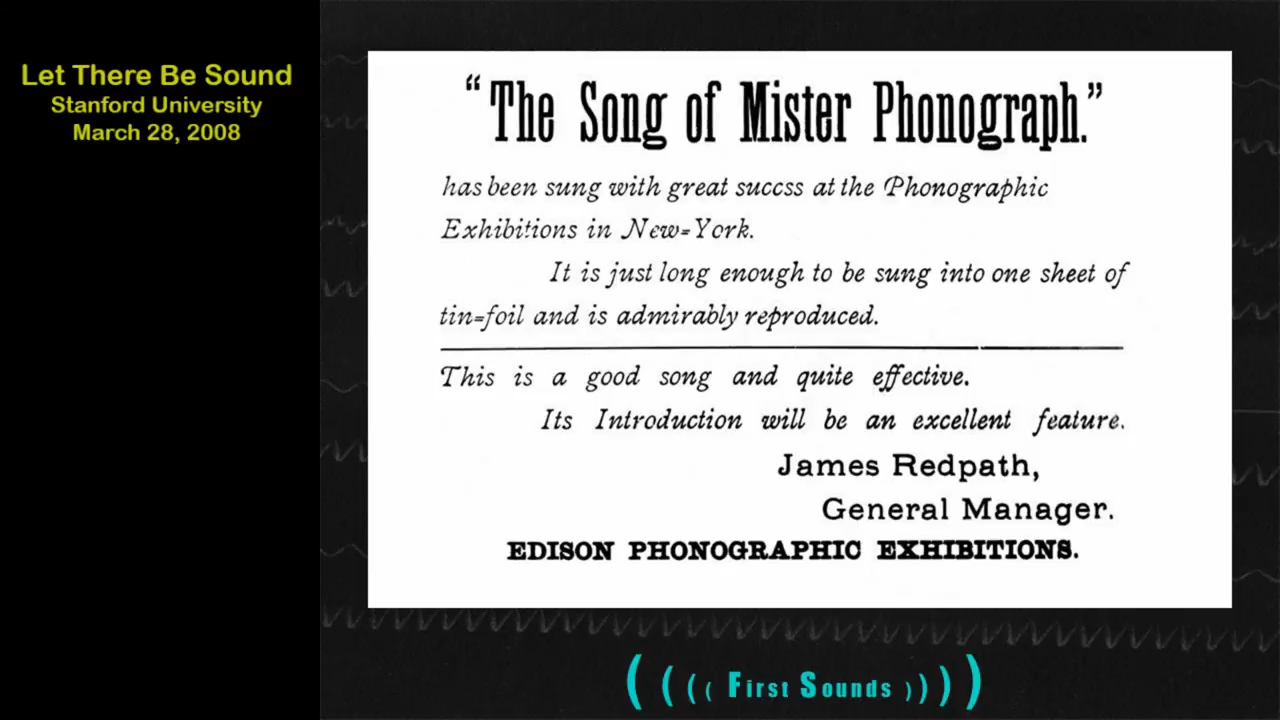 Let There Be Sound
Stanford University
March 28, 2008
"The Song of Mister Phonograph."
has been sung with great succss at the Phonographic
Exhibitions in New=York.
It is just long enough to be sung into one sheet of
tin=foil and is admirably reproduced.
This is a good song and quite effective.
Its Introduction will be an excellent feature.
James Redpath,
General Manager.
EDISON PHONOGRAPHIC EXHIBITIONS.
( ( ( ( First Sounds ) ) ) )